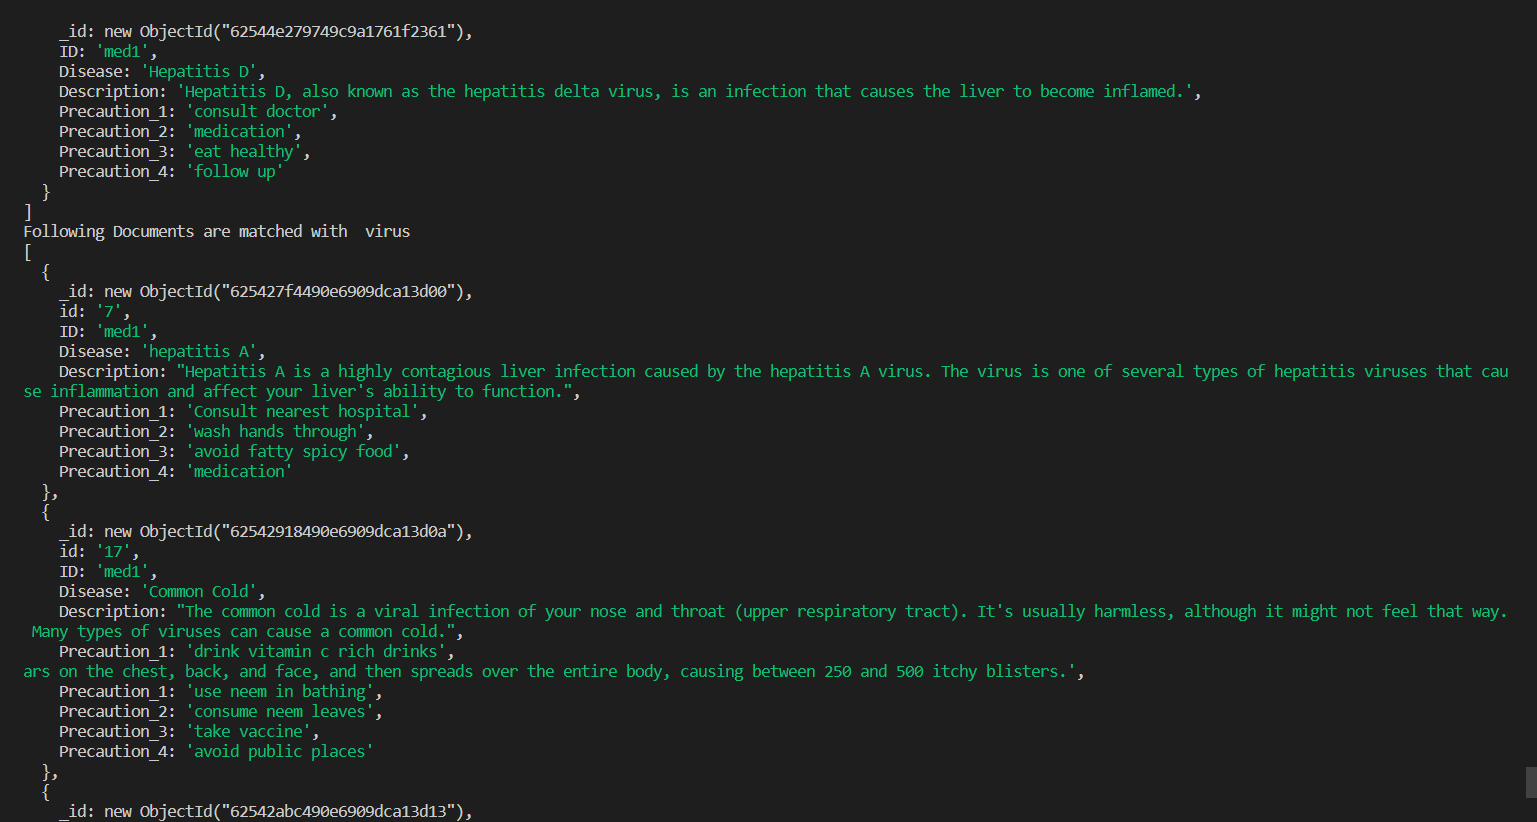 _id: new ObjectId("62544e279749c9a1761f2361"),
ID: 'med1',
Disease: 'Hepatitis D',
Description: 'Hepatitis D, also known as the hepatitis delta virus, is an infection that causes the liver to become inflamed.',
Precaution_1: 'consult doctor',
Precaution_2: 'medication',
Precaution_3: 'eat healthy',
Precaution_4: 'follow up'
}
]
Following Documents are matched with  virus
[
{
_id: new ObjectId("625427f4490e6909dca13d00"),
id: '7',
ID: 'med1',
Disease: 'hepatitis A',
Description: "Hepatitis A is a highly contagious liver infection caused by the hepatitis A virus. The virus is one of several types of hepatitis viruses that cau
se inflammation and affect your liver's ability to function.",
Precaution_1: 'Consult nearest hospital',
Precaution_2: 'wash hands through',
Precaution_3: 'avoid fatty spicy food',
Precaution_4: 'medication'
},
{
_id: new ObjectId("62542918490e6909dca13d0a"),
id: '17',
ID: 'med1',
Disease: 'Common Cold',
Description: "The common cold is a viral infection of your nose and throat (upper respiratory tract). It's usually harmless, although it might not feel that way.
Many types of viruses can cause a common cold.",
Precaution_1: 'drink vitamin c rich drinks',
ars on the chest, back, and face, and then spreads over the entire body, causing between 250 and 500 itchy blisters.',
Precaution_1: 'use neem in bathing',
Precaution_2: 'consume neem leaves',
Precaution_3: 'take vaccine',
Precaution_4: 'avoid public places'
},
{
_id: new ObjectId("62542abc490e6909dca13d13"),